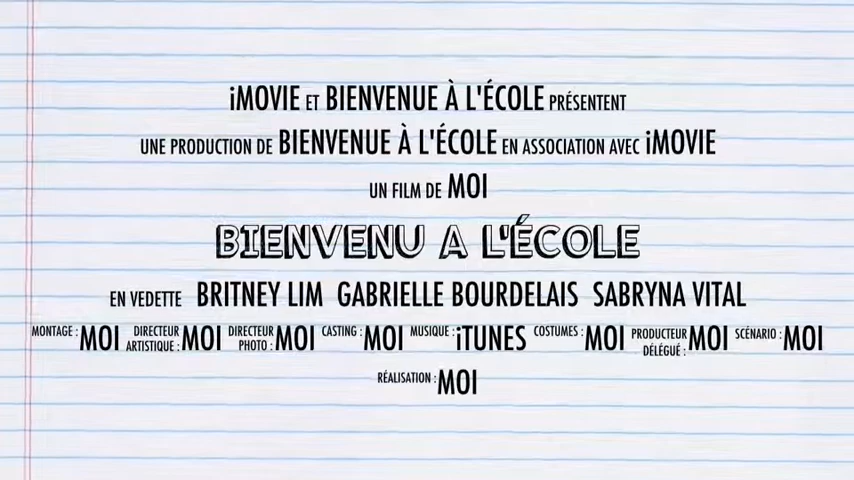 iMOVIE ET BIENVENUE À L'ÉCOLE PRÉSENTENT
UNE PRODUCTION DE BIENVENUE À L'ÉCOLE EN ASSOCIATION AVEC iMOVIE
UN FILM DE MOI
BIENVENU A L'ÉCOLE
EN VEDETTE BRITNEY LIM GABRIELLE BOURDELAIS SABRYNA VITAL
MONTAGE : MOI DIRECTEUR ARTISTIQUE : MOI DIRECTEUR PHOTO : MOI CASTING : MOI MUSIQUE : iTUNES COSTUMES : MOI PRODUCTEUR DÉLÉGUÉ : MOI SCÉNARIO : MOI
RÉALISATION : MOI